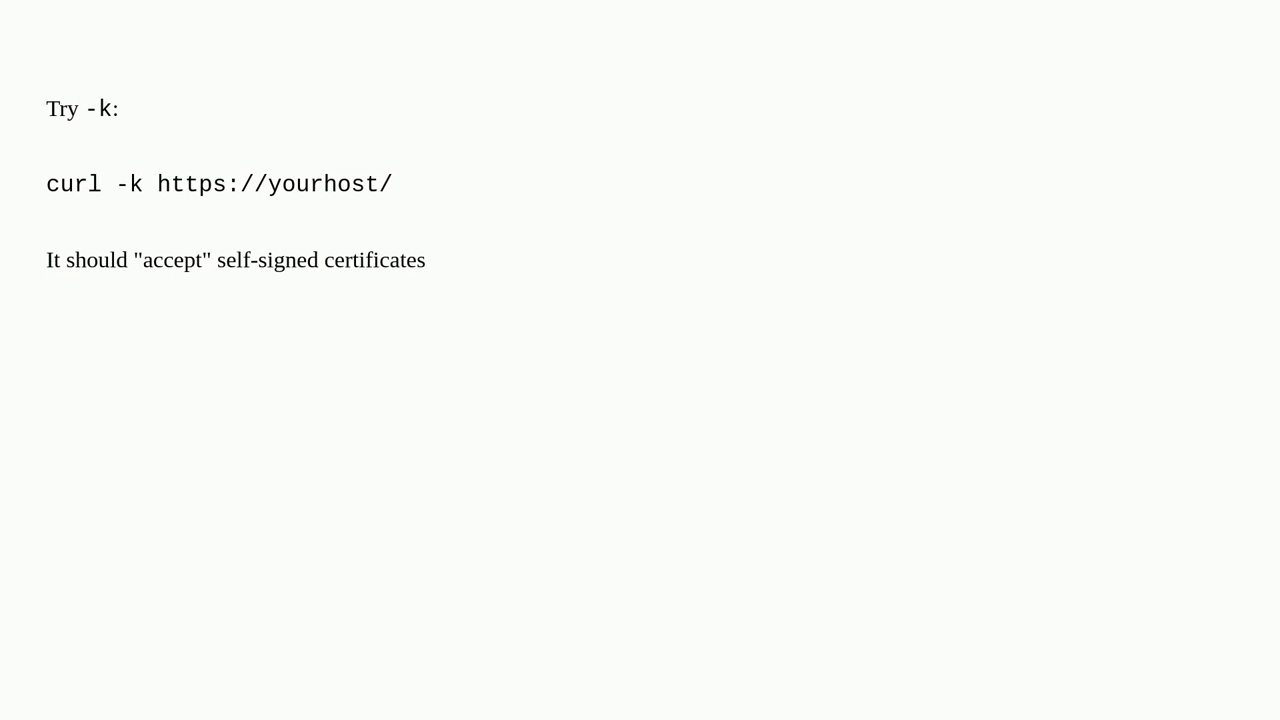 Try -k:
curl -k https://yourhost/
It should "accept" self-signed certificates